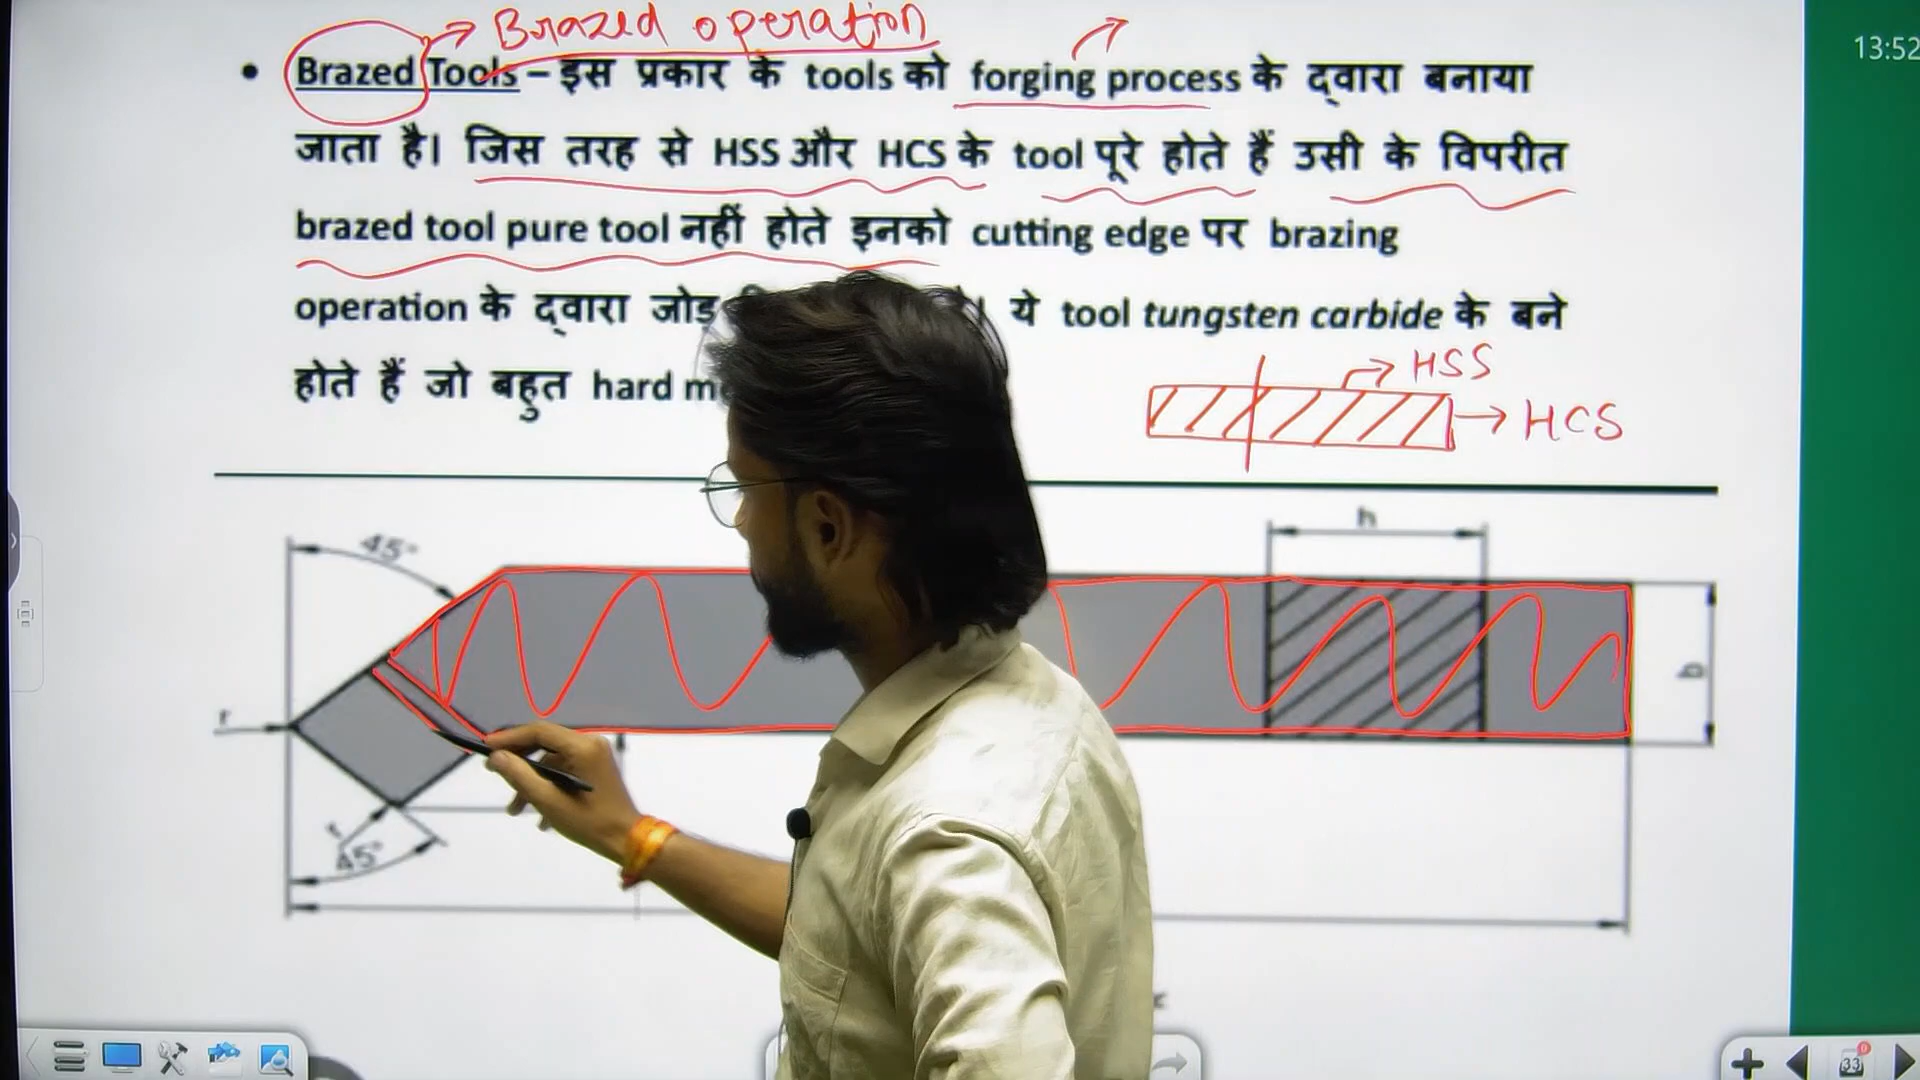 Brazed operation
13:52
• Brazed Tools – इस प्रकार के tools को forging process के द्वारा बनाया
जाता है। जिस तरह से HSS और HCS के tool पूरे होते हैं उसी के विपरीत
brazed tool pure tool नहीं होते इनको cutting edge पर brazing
operation के द्वारा जोड़ ये tool tungsten carbide के बने
होते हैं जो बहुत hard
HSS
HCS
h
45°
b
r
r
45°
33
0